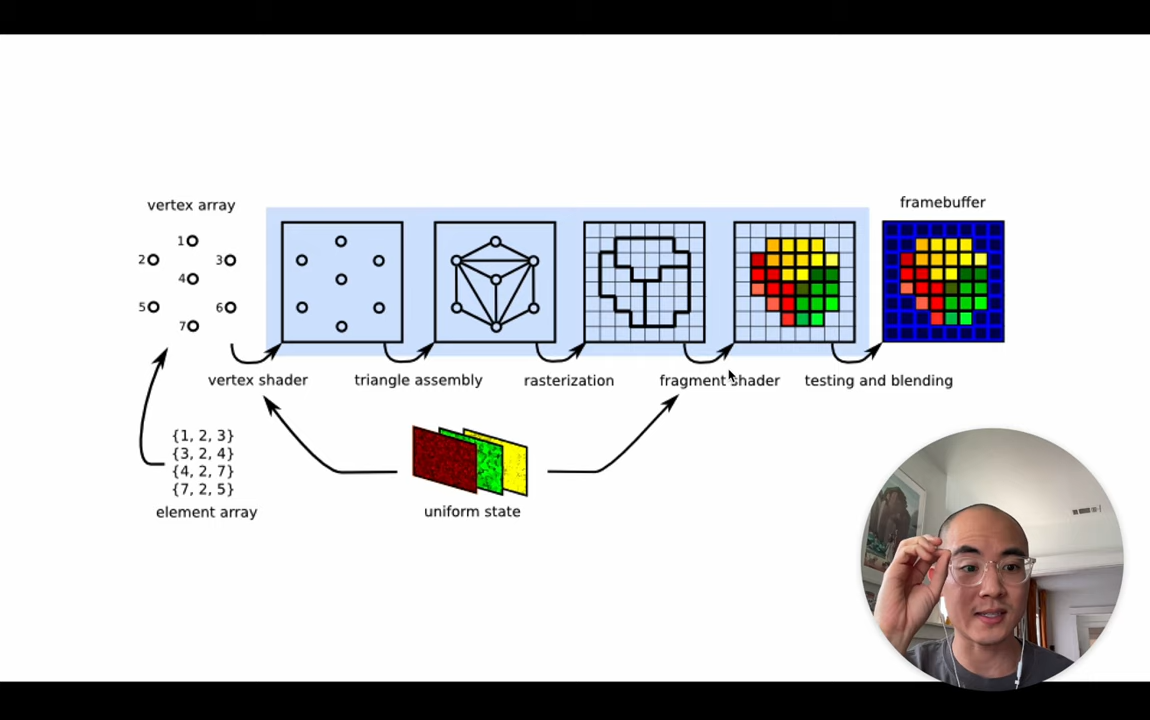 vertex array
framebuffer
1
2
3
4
5
6
7
vertex shader
triangle assembly
rasterization
fragment shader
testing and blending
{1, 2, 3}
{3, 2, 4}
{4, 2, 7}
{7, 2, 5}
element array
uniform state